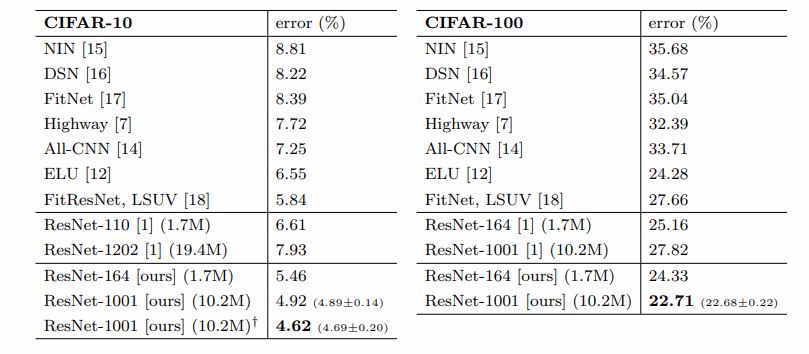 CIFAR-10 error (%)
NIN [15] 8.81
DSN [16] 8.22
FitNet [17] 8.39
Highway [7] 7.72
All-CNN [14] 7.25
ELU [12] 6.55
FitResNet, LSUV [18] 5.84
ResNet-110 [1] (1.7M) 6.61
ResNet-1202 [1] (19.4M) 7.93
ResNet-164 [ours] (1.7M) 5.46
ResNet-1001 [ours] (10.2M) 4.92 (4.89±0.14)
ResNet-1001 [ours] (10.2M)† 4.62 (4.69±0.20)
CIFAR-100 error (%)
NIN [15] 35.68
DSN [16] 34.57
FitNet [17] 35.04
Highway [7] 32.39
All-CNN [14] 33.71
ELU [12] 24.28
FitNet, LSUV [18] 27.66
ResNet-164 [1] (1.7M) 25.16
ResNet-1001 [1] (10.2M) 27.82
ResNet-164 [ours] (1.7M) 24.33
ResNet-1001 [ours] (10.2M) 22.71 (22.68±0.22)